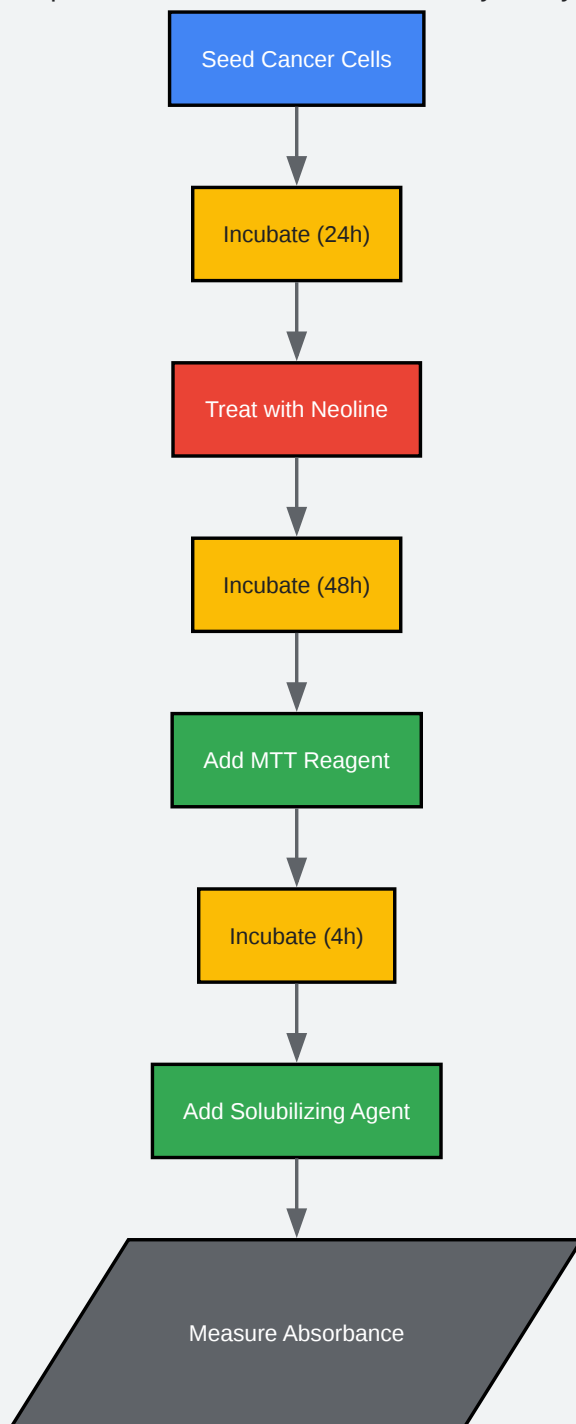 Seed Cancer Cells
Incubate (24h)
Treat with Neoline
Incubate (48h)
Add MTT Reagent
Incubate (4h)
Add Solubilizing Agent
Measure Absorbance